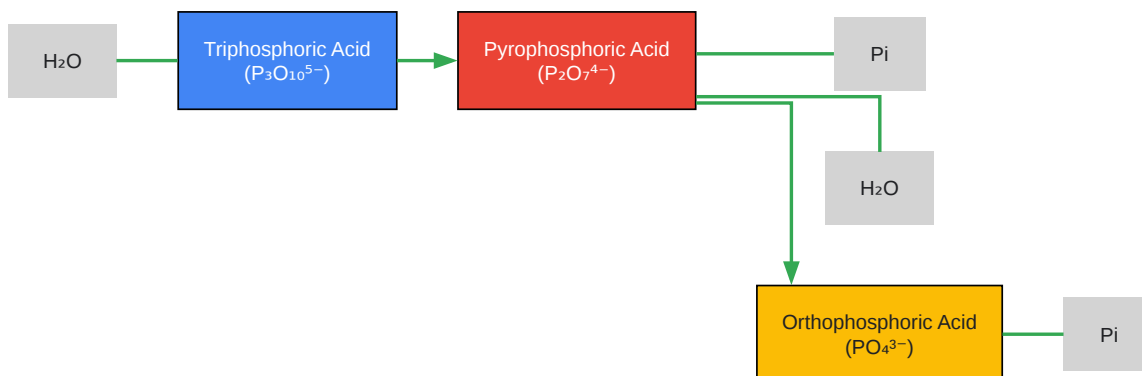 H₂O
Triphosphoric Acid
(P₃O₁₀⁵⁻)
Pyrophosphoric Acid
(P₂O₇⁴⁻)
Pi
H₂O
Orthophosphoric Acid
(PO₄³⁻)
Pi